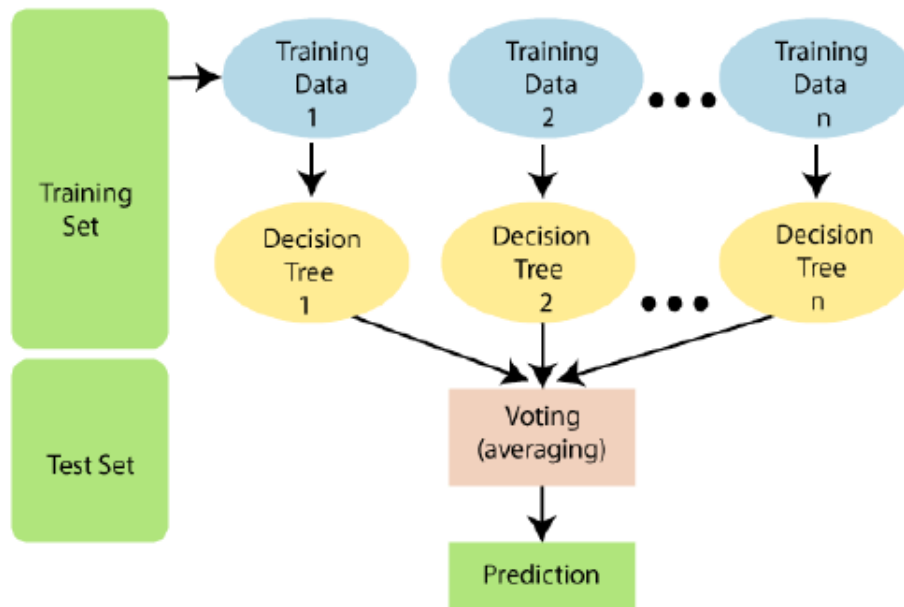 Training
Set
Test Set
Training
Data
1
Training
Data
2
Training
Data
n
Decision
Tree
1
Decision
Tree
2
Decision
Tree
n
Voting
(averaging)
Prediction